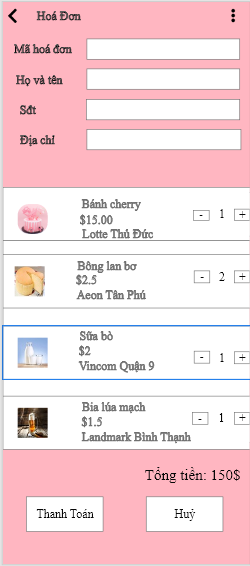 Hoá Đơn
Mã hoá đơn
Họ và tên
Sđt
Địa chỉ
Bánh cherry
$15.00
- 1 +
Lotte Thủ Đức
Bông lan bơ
$2.5
- 2 +
Aeon Tân Phú
Sữa bò
$2
- 1 +
Vincom Quận 9
Bia lúa mạch
$1.5
- 1 +
Landmark Bình Thạnh
Tổng tiền: 150$
Thanh Toán
Huỷ